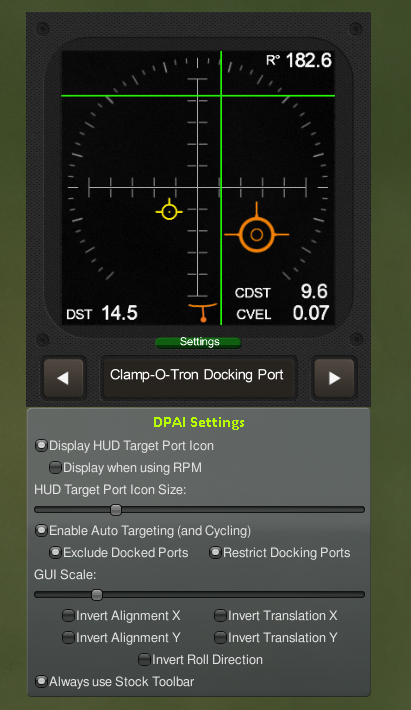 R° 182.6
CDST 9.6
DST 14.5
CVEL 0.07
Settings
Clamp-O-Tron Docking Port
DPAI Settings
Display HUD Target Port Icon
Display when using RPM
HUD Target Port Icon Size:
Enable Auto Targeting (and Cycling)
Exclude Docked Ports
Restrict Docking Ports
GUI Scale:
Invert Alignment X
Invert Translation X
Invert Alignment Y
Invert Translation Y
Invert Roll Direction
Always use Stock Toolbar